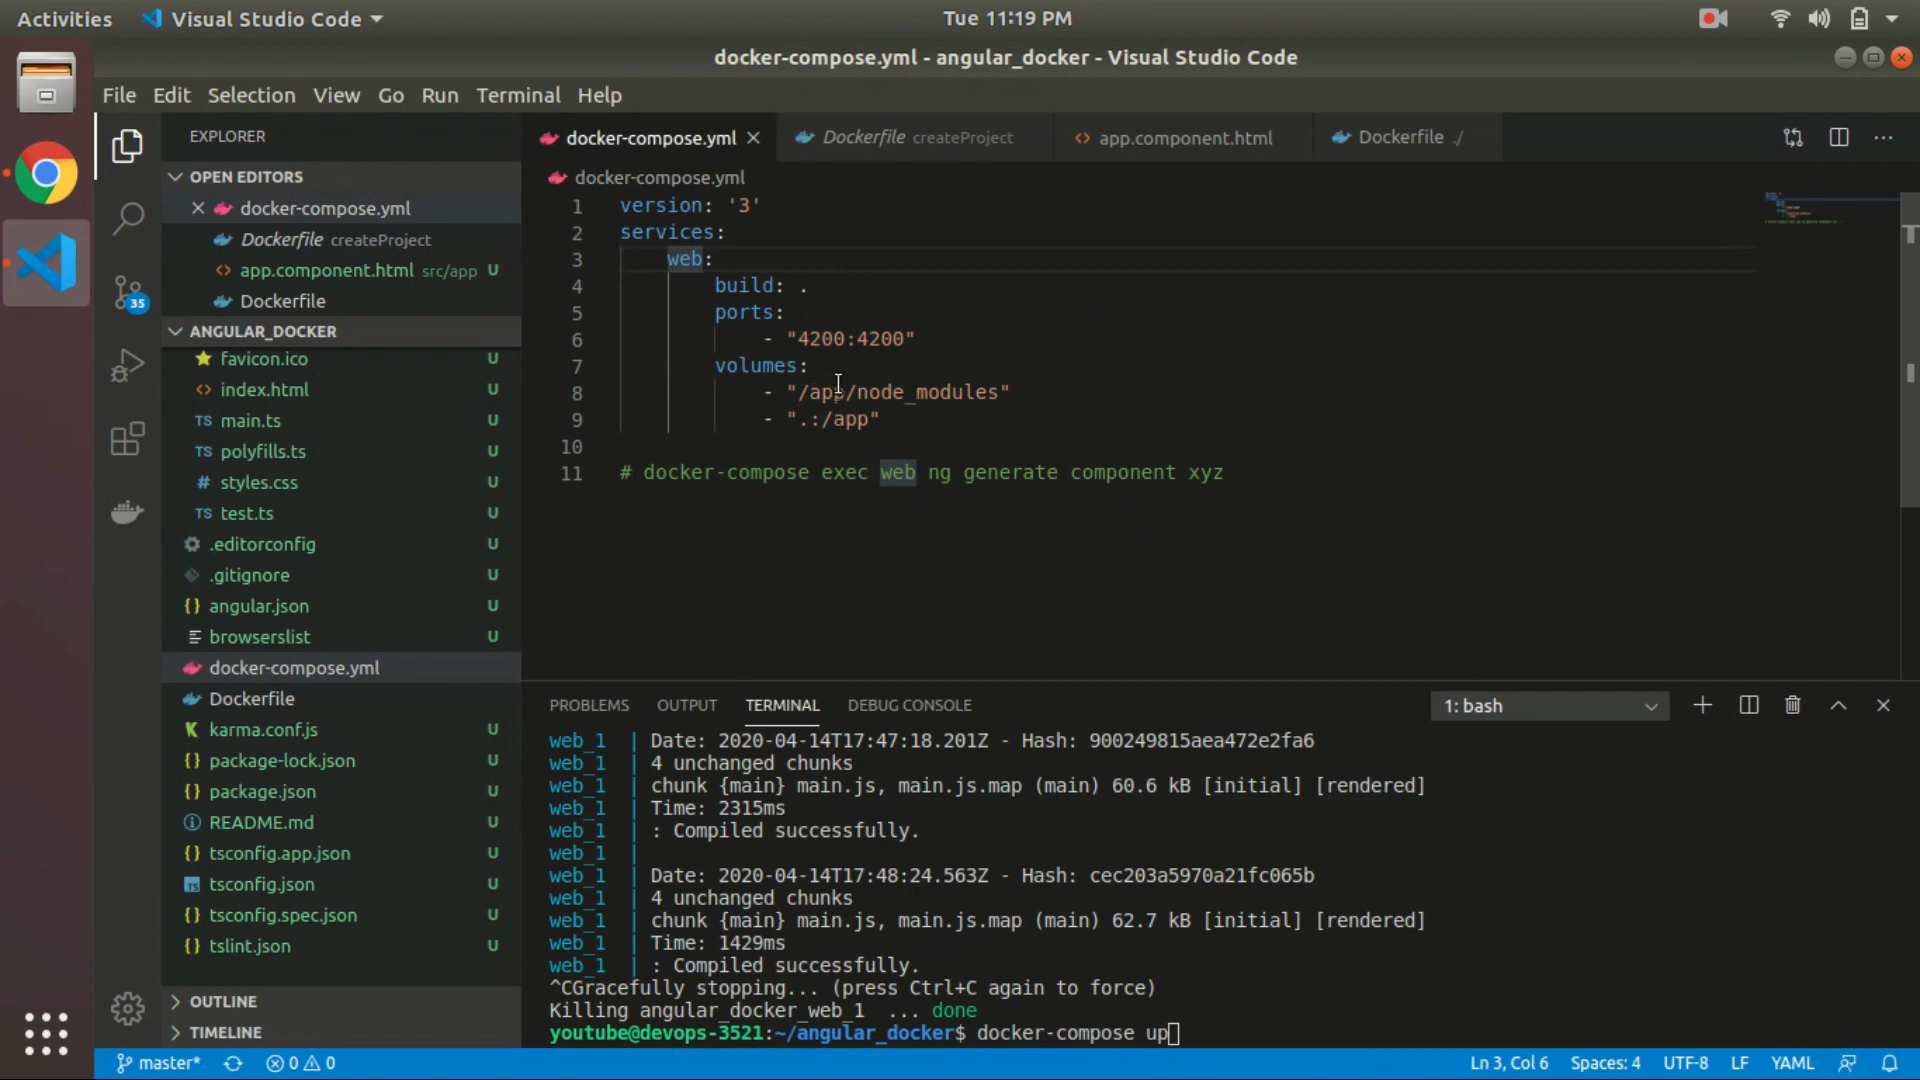 Activities
Visual Studio Code
Tue 11:19 PM
docker-compose.yml - angular_docker - Visual Studio Code
File Edit Selection View Go Run Terminal Help
EXPLORER
OPEN EDITORS
docker-compose.yml
Dockerfile createProject
app.component.html src/app U
Dockerfile
ANGULAR_DOCKER
favicon.ico U
index.html U
TS main.ts U
TS polyfills.ts U
# styles.css U
TS test.ts U
.editorconfig U
.gitignore U
{} angular.json U
browserslist U
docker-compose.yml
Dockerfile
karma.conf.js U
{} package-lock.json U
{} package.json U
README.md U
{} tsconfig.app.json U
tsconfig.json U
{} tsconfig.spec.json U
{} tslint.json U
OUTLINE
TIMELINE
35
docker-compose.yml
Dockerfile createProject
app.component.html
Dockerfile ./
docker-compose.yml
1 version: '3'
2 services:
3 web:
4 build: .
5 ports:
6 - "4200:4200"
7 volumes:
8 - "/app/node_modules"
9 - ".:/app"
10
11 # docker-compose exec web ng generate component xyz
PROBLEMS OUTPUT TERMINAL DEBUG CONSOLE
1: bash
web_1 | Date: 2020-04-14T17:47:18.201Z - Hash: 900249815aea472e2fa6
web_1 | 4 unchanged chunks
web_1 | chunk {main} main.js, main.js.map (main) 60.6 kB [initial] [rendered]
web_1 | Time: 2315ms
web_1 | : Compiled successfully.
web_1 |
web_1 | Date: 2020-04-14T17:48:24.563Z - Hash: cec203a5970a21fc065b
web_1 | 4 unchanged chunks
web_1 | chunk {main} main.js, main.js.map (main) 62.7 kB [initial] [rendered]
web_1 | Time: 1429ms
web_1 | : Compiled successfully.
^CGracefully stopping... (press Ctrl+C again to force)
Killing angular_docker_web_1 ... done
youtube@devops-3521:~/angular_docker$ docker-compose up
master* 0 0
Ln 3, Col 6 Spaces: 4 UTF-8 LF YAML